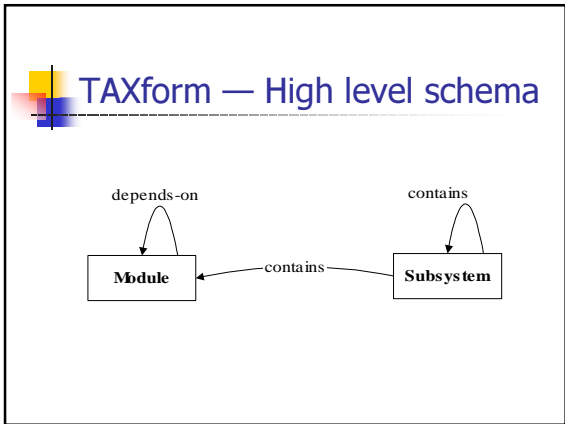 TAXform — High level schema
depends-on
contains
Module
contains
Subsystem